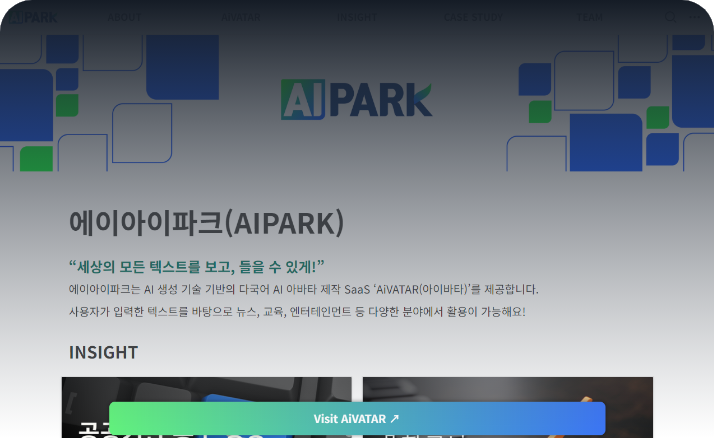 AIPARK
ABOUT
AiVATAR
INSIGHT
CASE STUDY
TEAM
AIPARK
에이아이파크(AIPARK)
“세상의 모든 텍스트를 보고, 들을 수 있게!”
에이아이파크는 AI 생성 기술 기반의 다국어 AI 아바타 제작 SaaS ‘AiVATAR(아이바타)’를 제공합니다.
사용자가 입력한 텍스트를 바탕으로 뉴스, 교육, 엔터테인먼트 등 다양한 분야에서 활용이 가능해요!
INSIGHT
Visit AiVATAR ↗